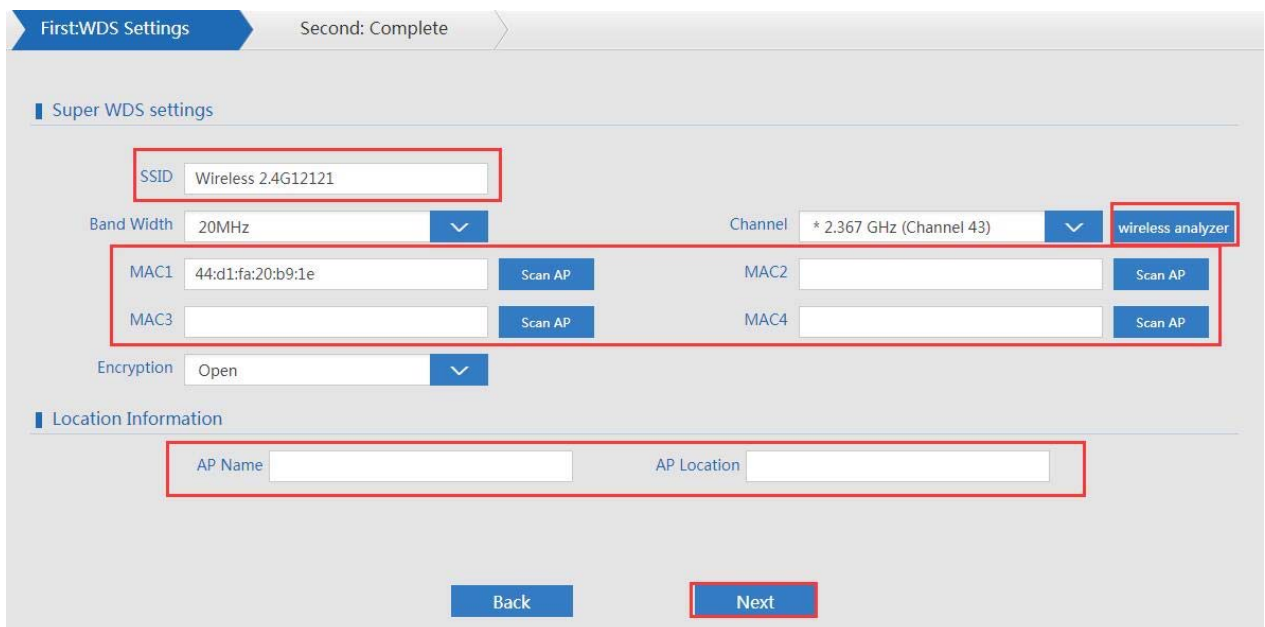 First:WDS Settings Second: Complete
Super WDS settings
SSID Wireless 2.4G12121
Band Width 20MHz Channel * 2.367 GHz (Channel 43) wireless analyzer
MAC1 44:d1:fa:20:b9:1e Scan AP MAC2 Scan AP
MAC3 Scan AP MAC4 Scan AP
Encryption Open
Location Information
AP Name AP Location
Back Next